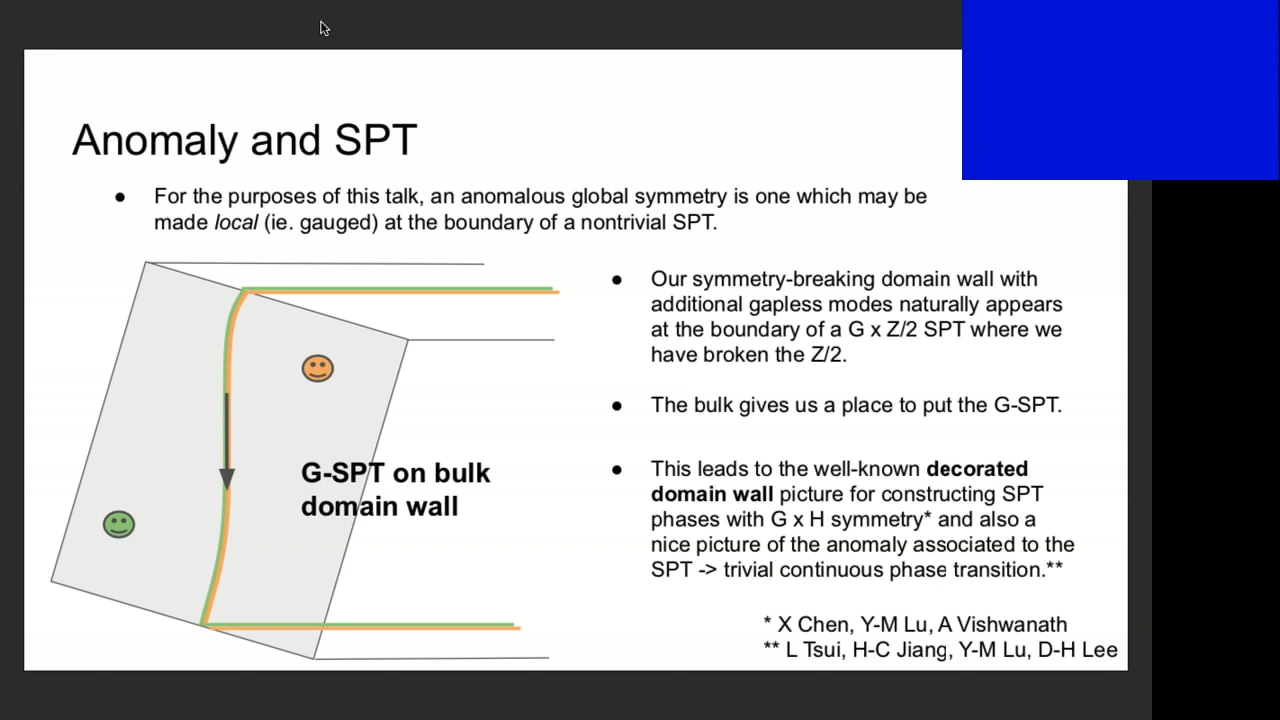 Anomaly and SPT
● For the purposes of this talk, an anomalous global symmetry is one which may be
made local (ie. gauged) at the boundary of a nontrivial SPT.
● Our symmetry-breaking domain wall with
additional gapless modes naturally appears
at the boundary of a G x Z/2 SPT where we
have broken the Z/2.
● The bulk gives us a place to put the G-SPT.
G-SPT on bulk
domain wall
● This leads to the well-known decorated
domain wall picture for constructing SPT
phases with G x H symmetry* and also a
nice picture of the anomaly associated to the
SPT -> trivial continuous phase transition.**
* X Chen, Y-M Lu, A Vishwanath
** L Tsui, H-C Jiang, Y-M Lu, D-H Lee